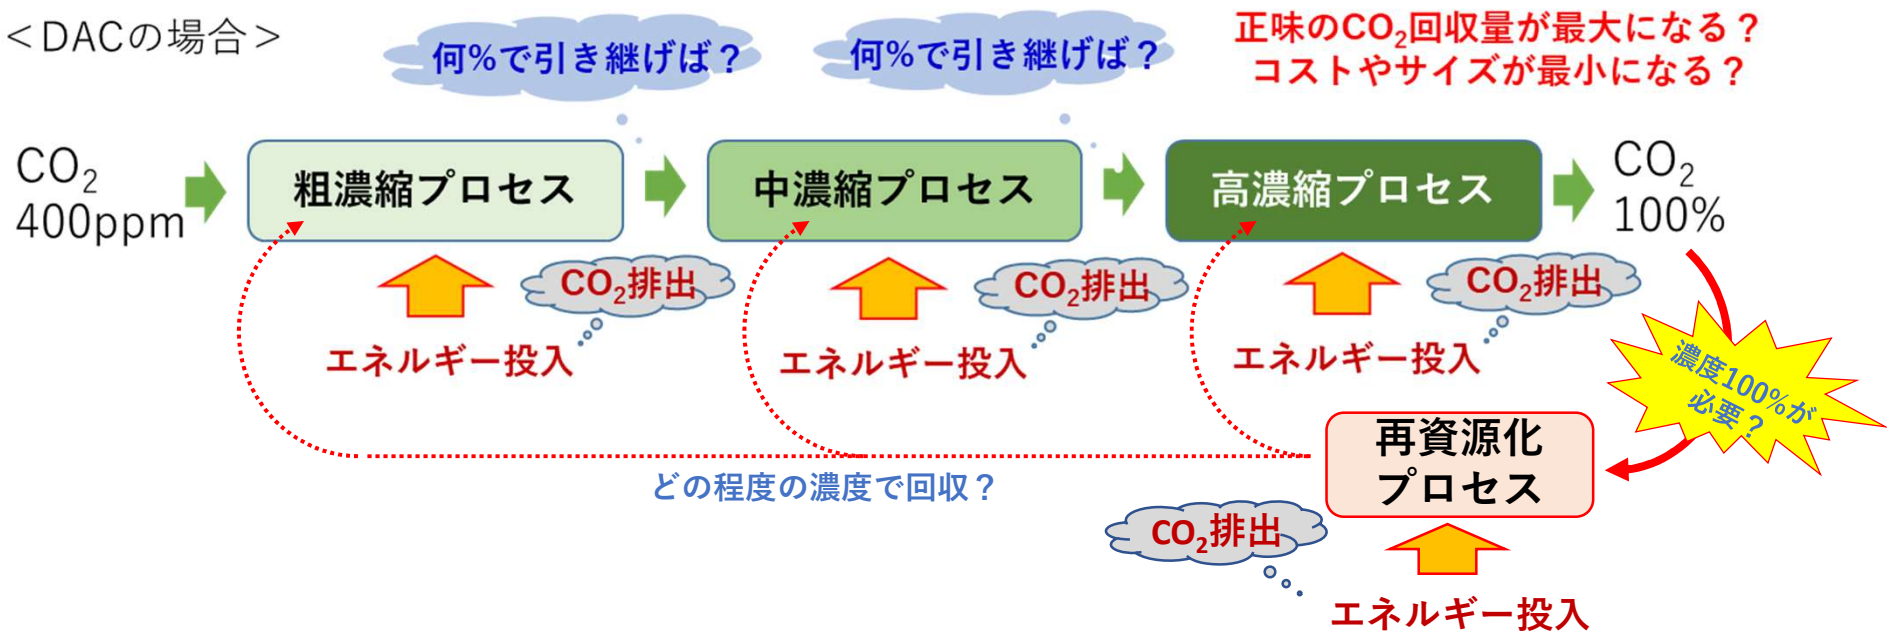 ＜DACの場合＞
何%で引き継げば？
何%で引き継げば？
正味のCO₂回収量が最大になる？
コストやサイズが最小になる？
CO₂
400ppm
粗濃縮プロセス
中濃縮プロセス
高濃縮プロセス
CO₂
100%
CO₂排出
CO₂排出
CO₂排出
エネルギー投入
エネルギー投入
エネルギー投入
濃度100%が
必要？
再資源化
プロセス
どの程度の濃度で回収？
CO₂排出
エネルギー投入